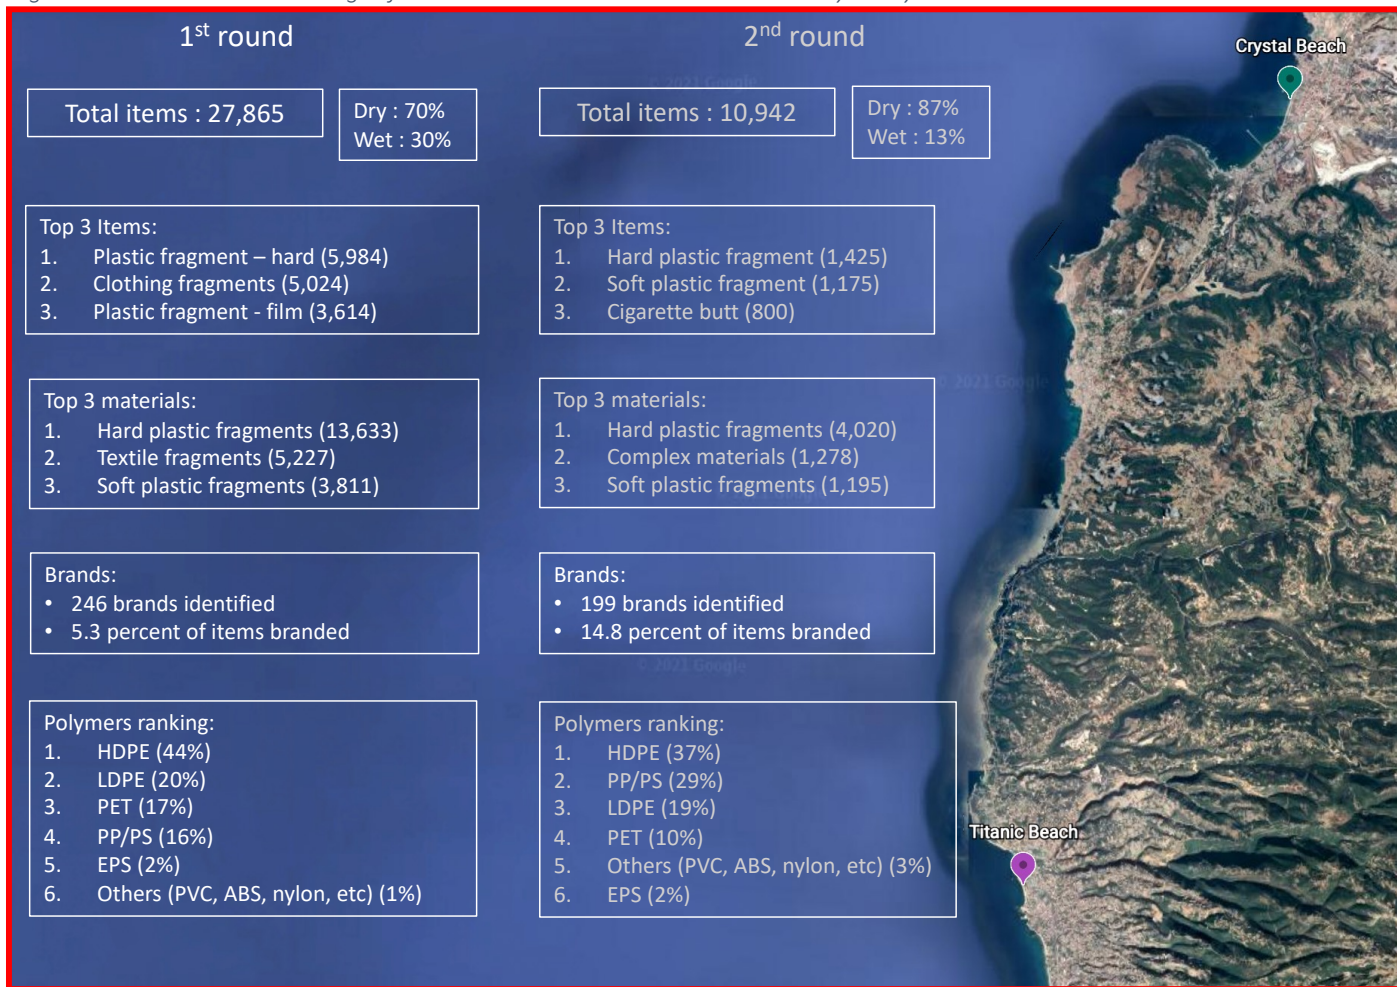 1st round
Total items : 27,865
Dry : 70%
Wet : 30%
Top 3 Items:
1. Plastic fragment – hard (5,984)
2. Clothing fragments (5,024)
3. Plastic fragment - film (3,614)
Top 3 materials:
1. Hard plastic fragments (13,633)
2. Textile fragments (5,227)
3. Soft plastic fragments (3,811)
Brands:
• 246 brands identified
• 5.3 percent of items branded
Polymers ranking:
1. HDPE (44%)
2. LDPE (20%)
3. PET (17%)
4. PP/PS (16%)
5. EPS (2%)
6. Others (PVC, ABS, nylon, etc) (1%)
2nd round
Total items : 10,942
Dry : 87%
Wet : 13%
Top 3 Items:
1. Hard plastic fragment (1,425)
2. Soft plastic fragment (1,175)
3. Cigarette butt (800)
Top 3 materials:
1. Hard plastic fragments (4,020)
2. Complex materials (1,278)
3. Soft plastic fragments (1,195)
Brands:
• 199 brands identified
• 14.8 percent of items branded
Polymers ranking:
1. HDPE (37%)
2. PP/PS (29%)
3. LDPE (19%)
4. PET (10%)
5. Others (PVC, ABS, nylon, etc) (3%)
6. EPS (2%)
Crystal Beach
Titanic Beach
© 2021 Google
© 2021 Google
© 2021 Google